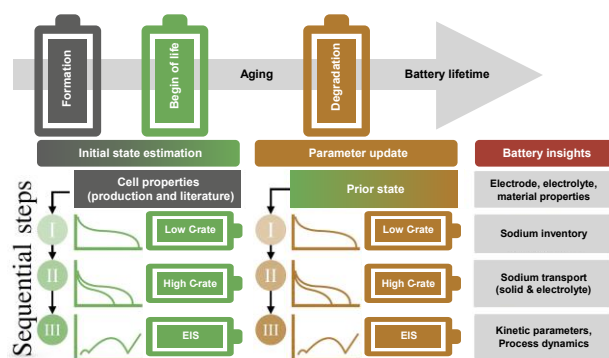 Formation
Begin of life
Aging
Degradation
Battery lifetime
Initial state estimation
Parameter update
Battery insights
Sequential steps
Cell properties
(production and literature)
Prior state
Electrode, electrolyte,
material properties
I
Low Crate
I
Low Crate
Sodium inventory
II
High Crate
II
High Crate
Sodium transport
(solid & electrolyte)
III
EIS
III
EIS
Kinetic parameters,
Process dynamics